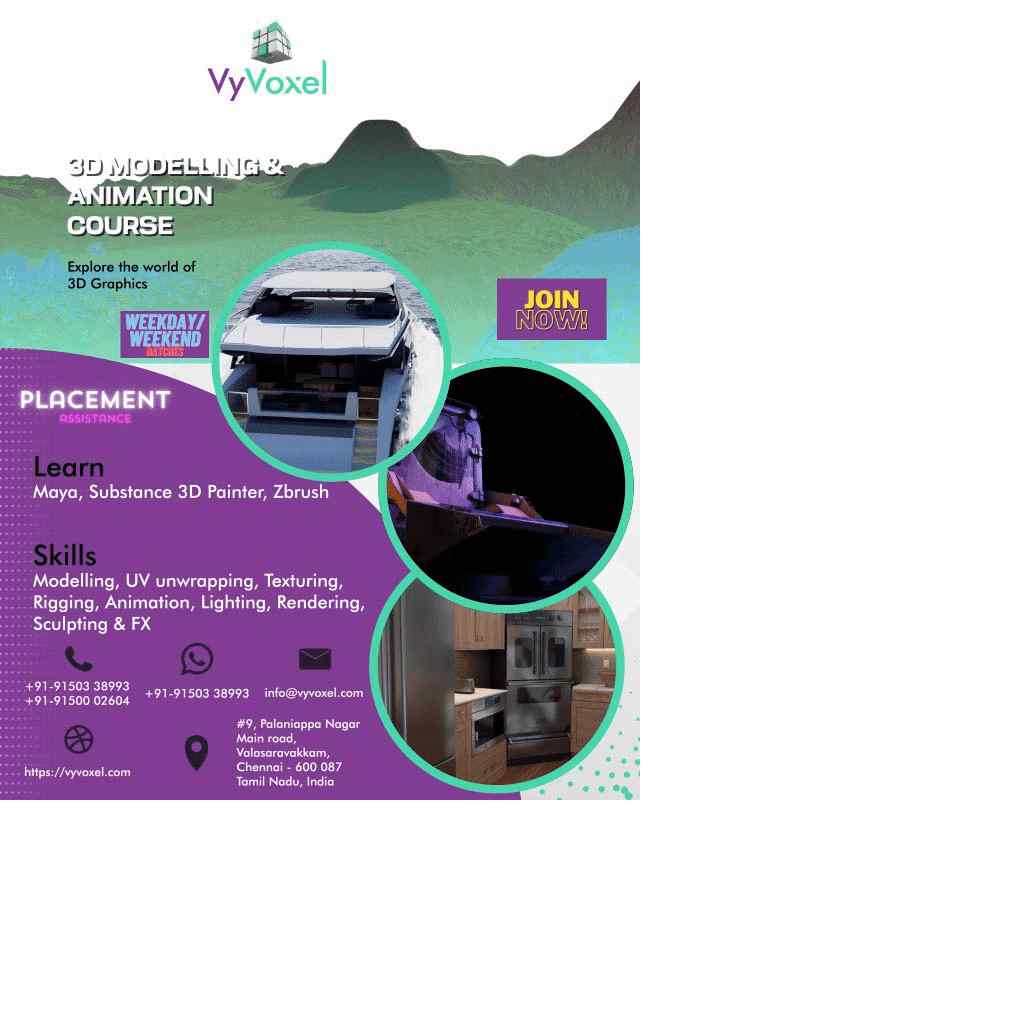 VyVoxel
3D MODELLING &
ANIMATION
COURSE
Explore the world of
3D Graphics
WEEKDAY/
WEEKEND
BATCHES
JOIN
NOW!
PLACEMENT
ASSISTANCE
Learn
Maya, Substance 3D Painter, Zbrush
Skills
Modelling, UV unwrapping, Texturing,
Rigging, Animation, Lighting, Rendering,
Sculpting & FX
+91-91503 38993
+91-91500 02604
+91-91503 38993
info@vyvoxel.com
https://vyvoxel.com
#9, Palaniappa Nagar
Main road,
Valasaravakkam,
Chennai - 600 087
Tamil Nadu, India